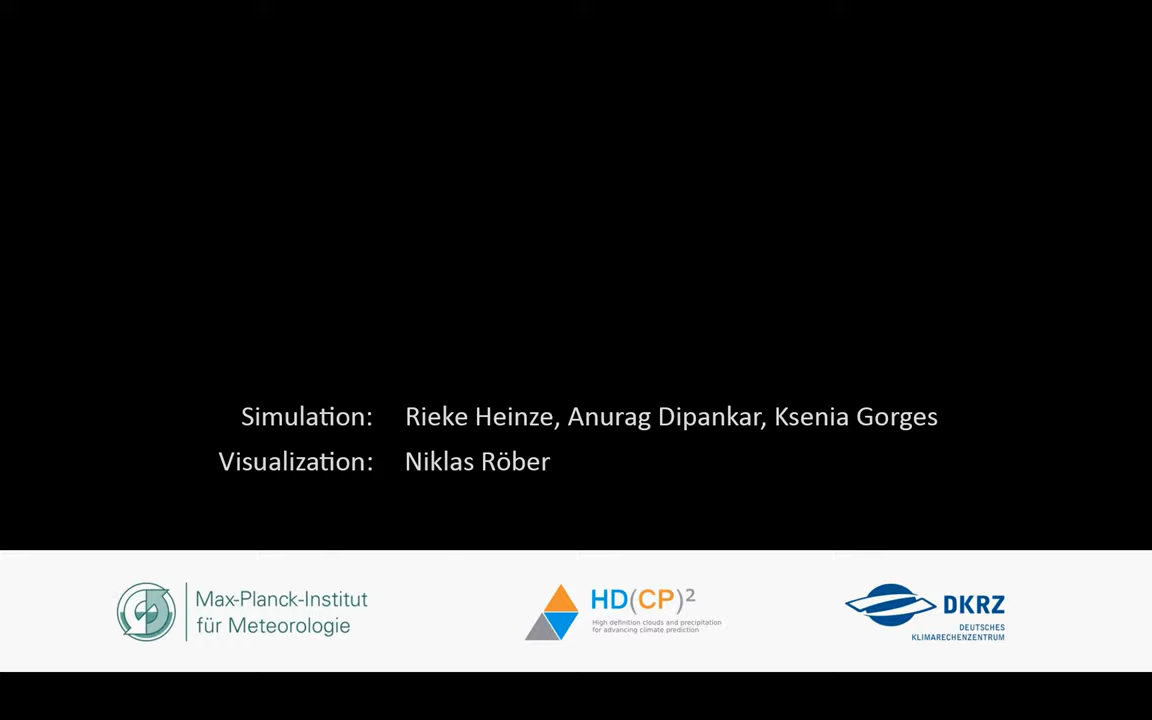 Simulation: Rieke Heinze, Anurag Dipankar, Ksenia Gorges
Visualization: Niklas Röber
Max-Planck-Institut
für Meteorologie
HD(CP)²
High definition clouds and precipitation
for advancing climate prediction
DKRZ
DEUTSCHES
KLIMARECHENZENTRUM